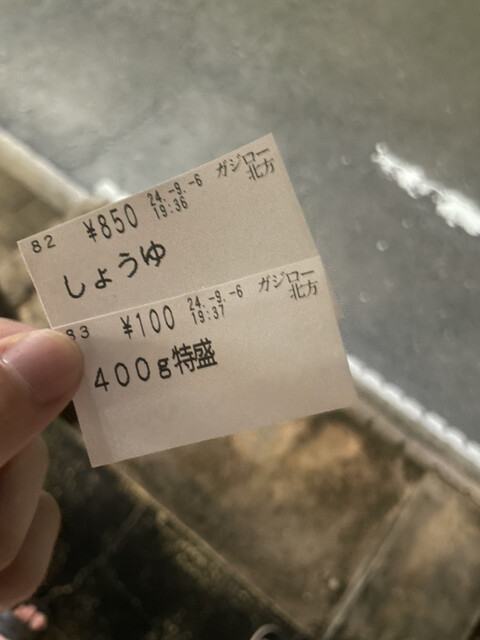 82 ¥850 24.-9.-6 ガジロー
19:36 北方
しょうゆ
83 ¥100 24.-9.-6 ガジロー
19:37 北方
400g特盛